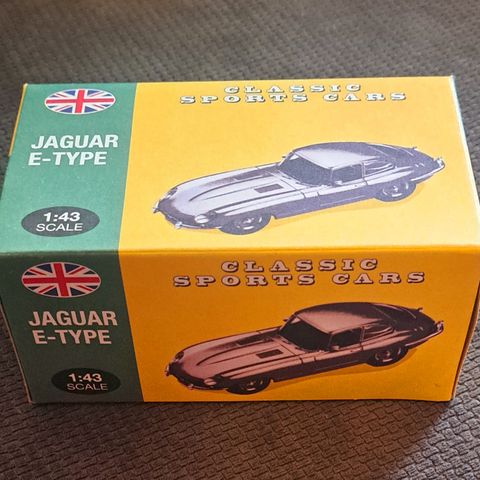 CLASSIC
SPORTS CARS
JAGUAR
E-TYPE
1:43
SCALE
CLASSIC
SPORTS CARS
JAGUAR
E-TYPE
1:43
SCALE